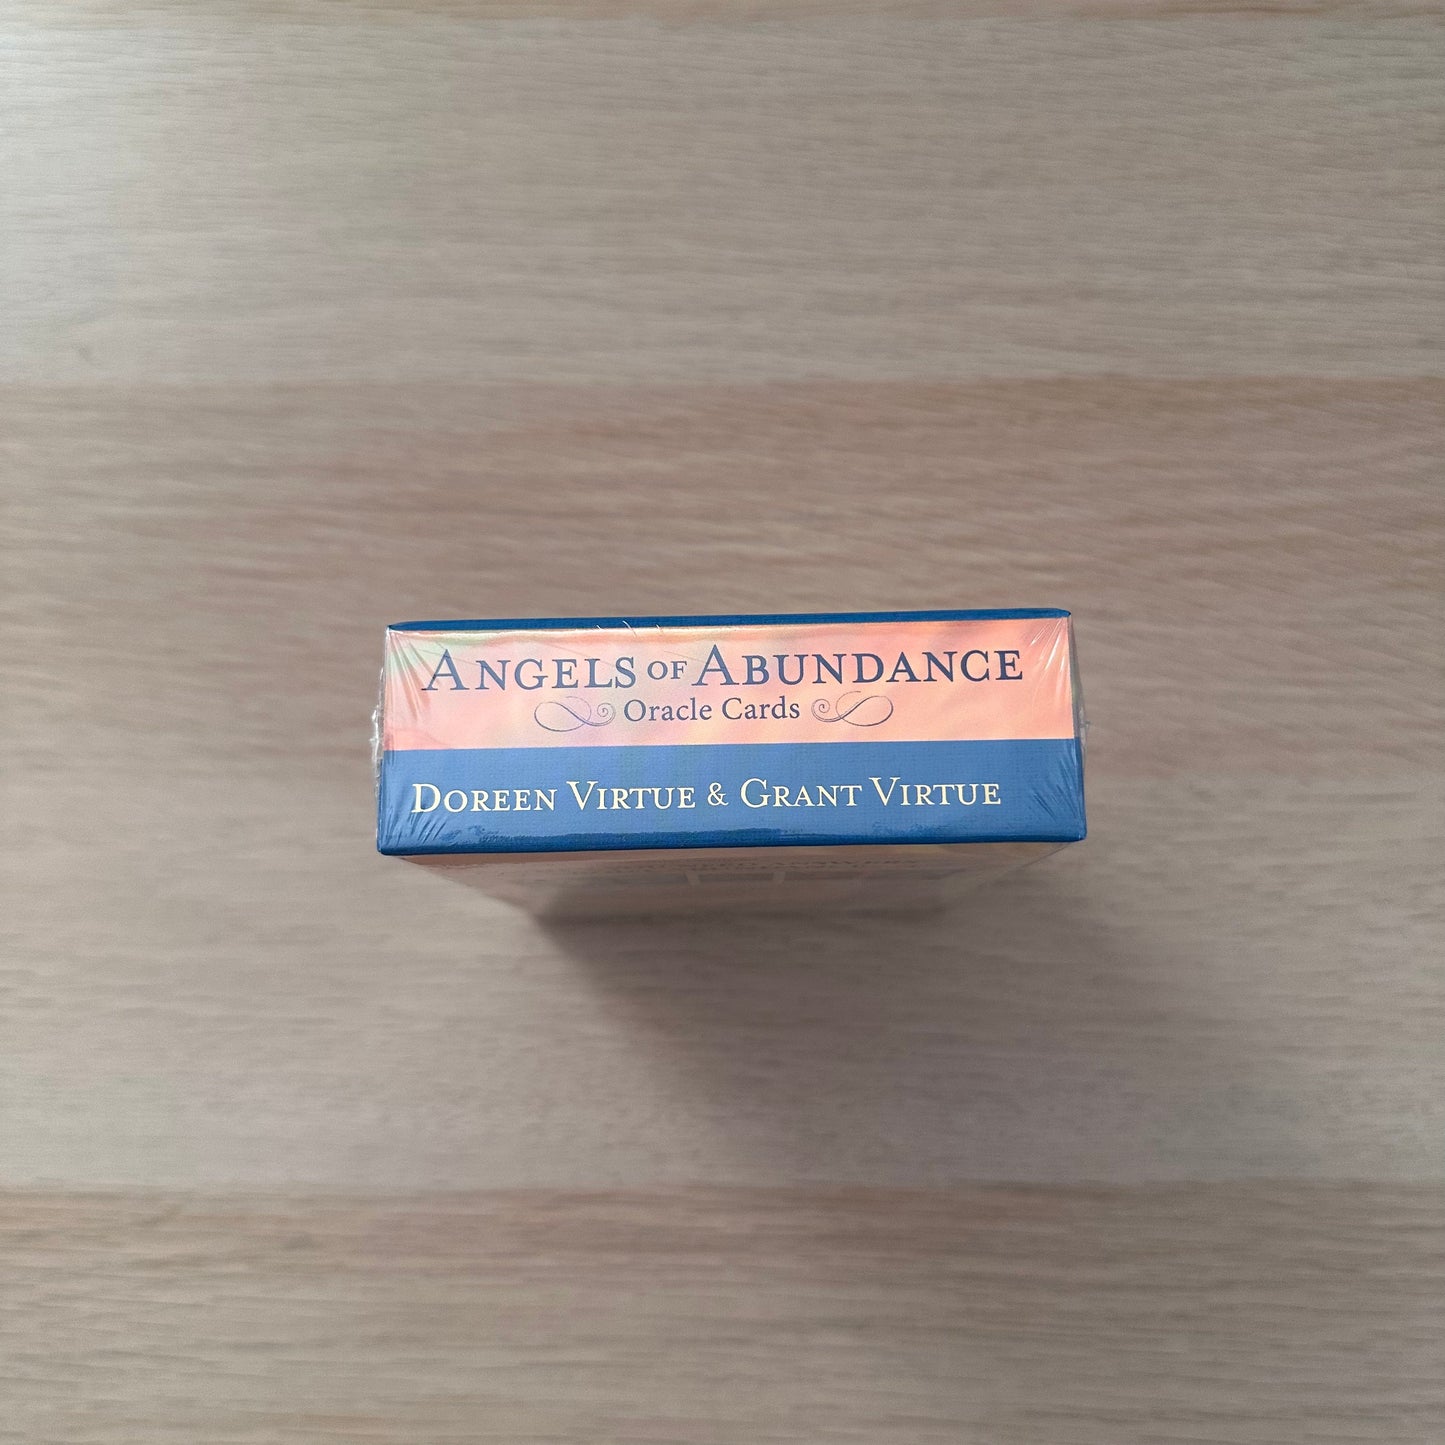 ANGELS OF ABUNDANCE
Oracle Cards
DOREEN VIRTUE & GRANT VIRTUE